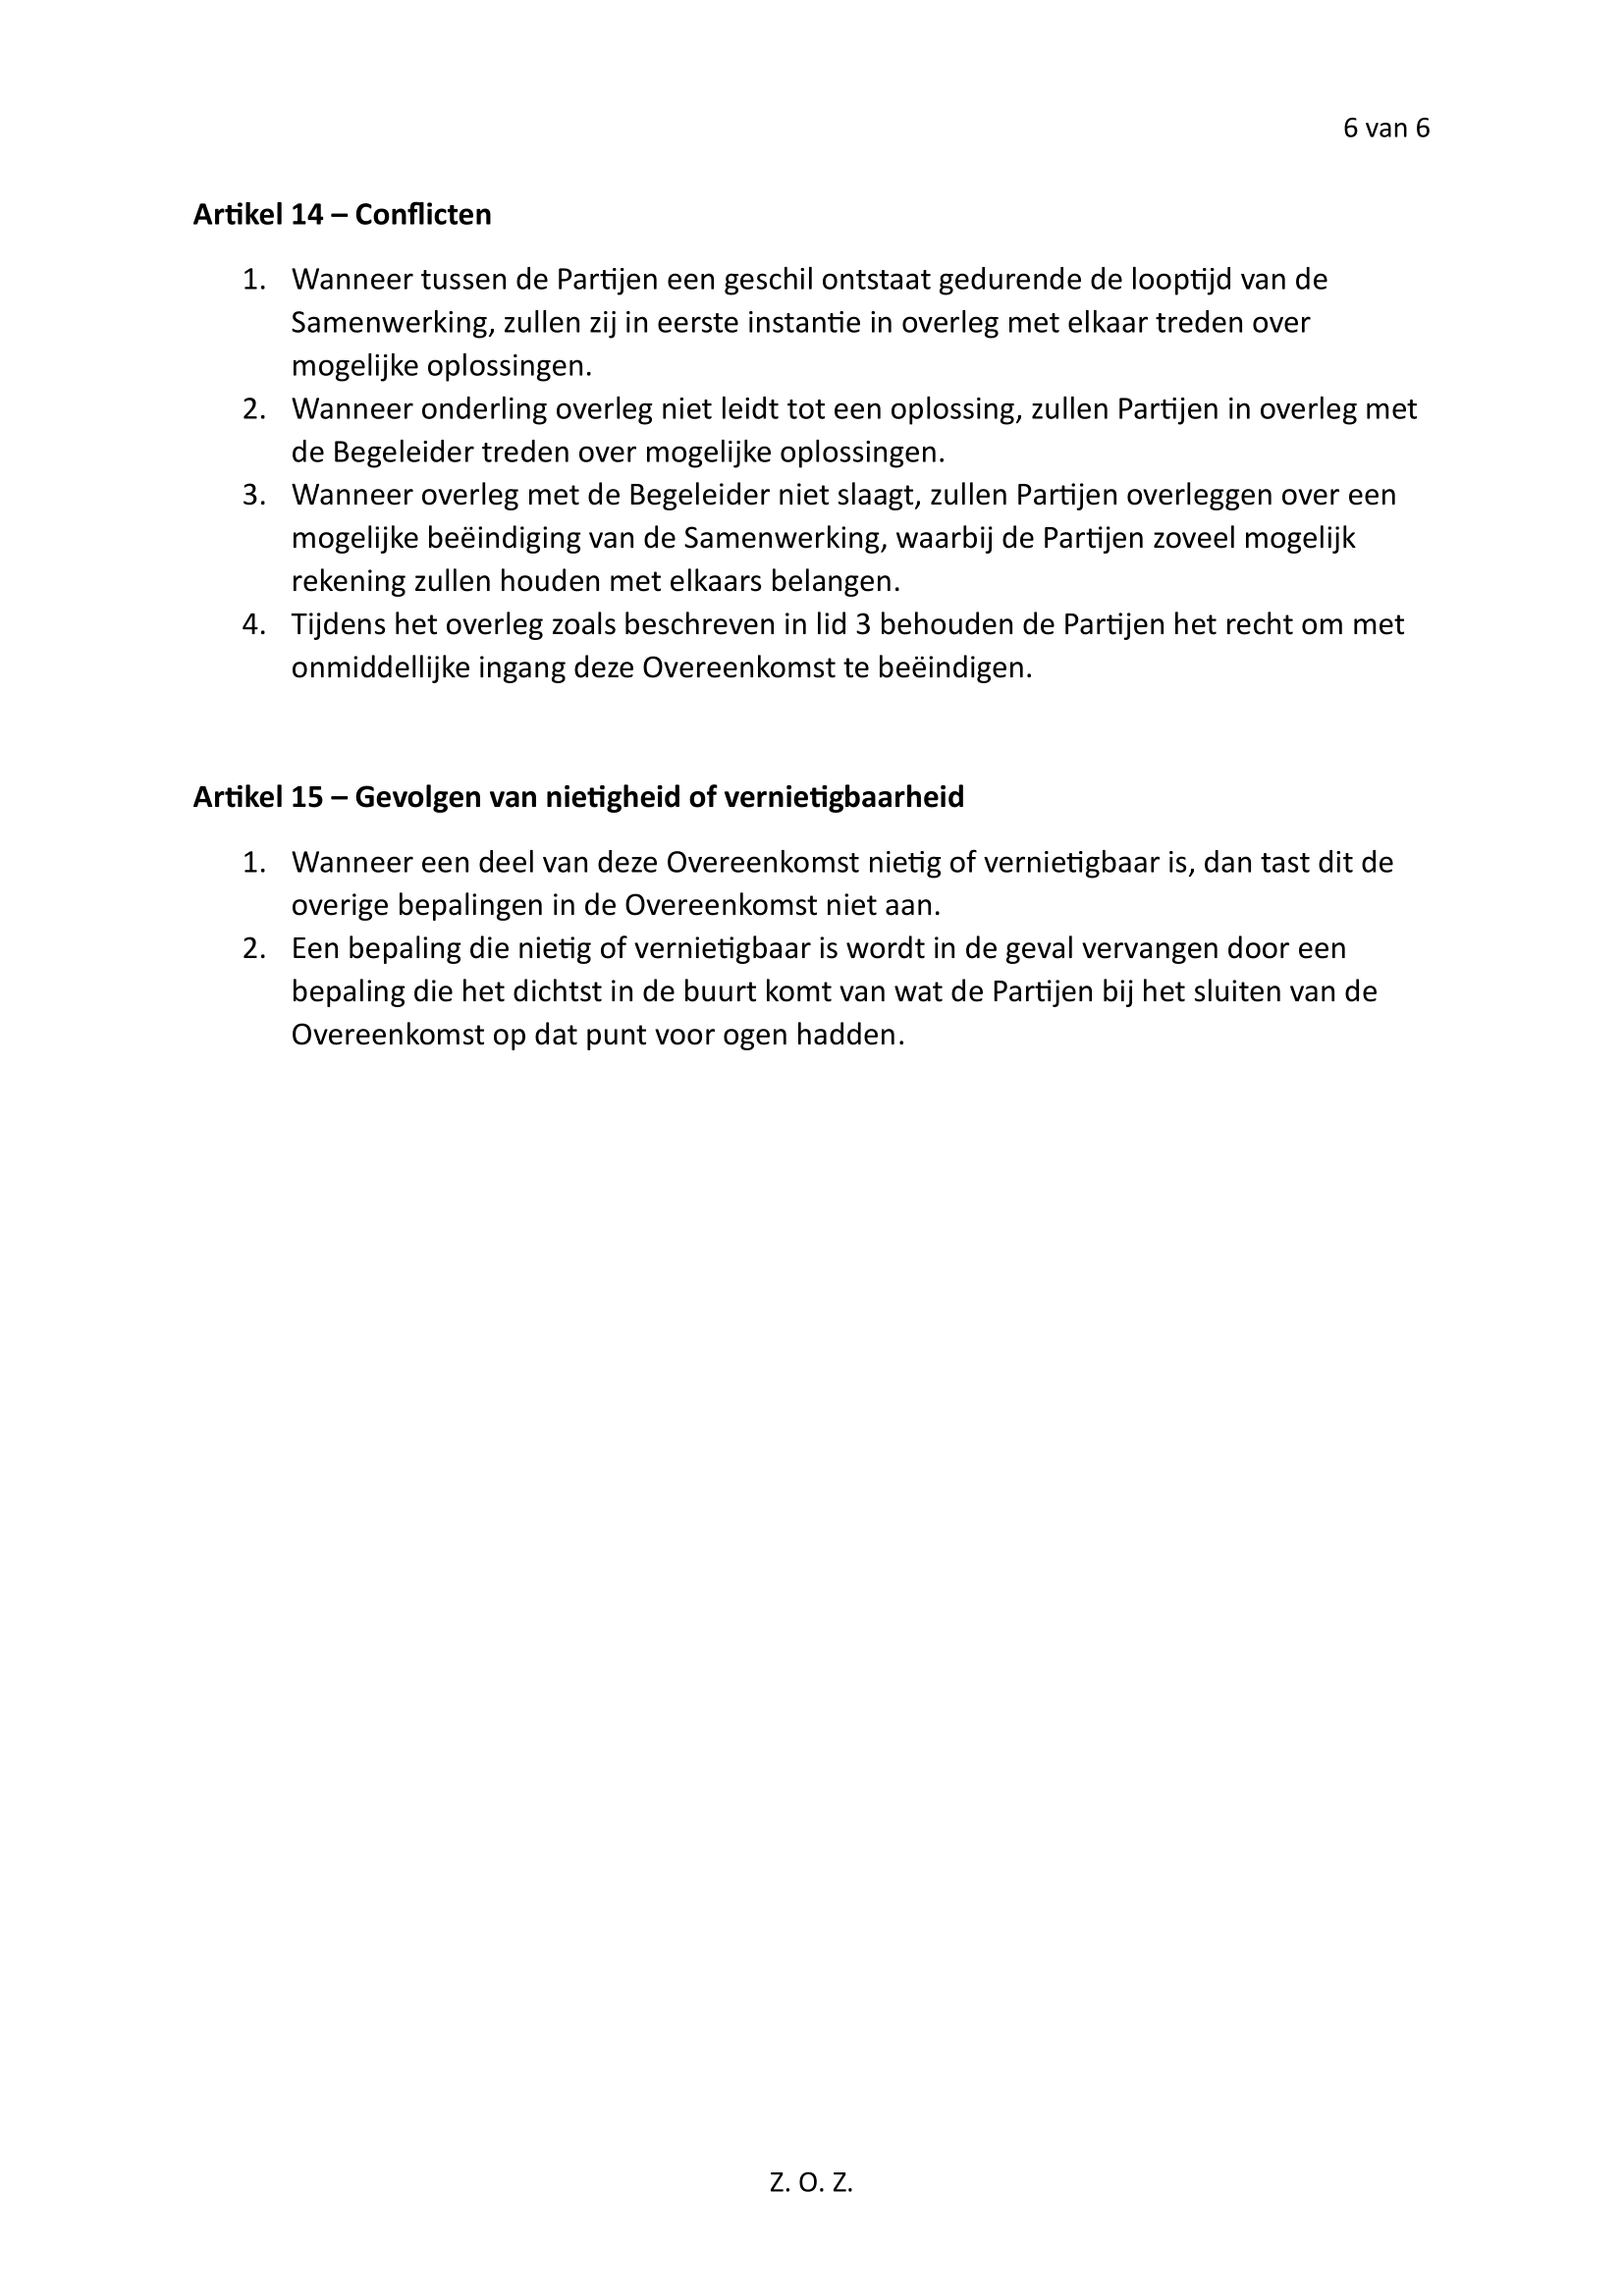 6 van 6
Artikel 14 – Conflicten
1. Wanneer tussen de Partijen een geschil ontstaat gedurende de looptijd van de
Samenwerking, zullen zij in eerste instantie in overleg met elkaar treden over
mogelijke oplossingen.
2. Wanneer onderling overleg niet leidt tot een oplossing, zullen Partijen in overleg met
de Begeleider treden over mogelijke oplossingen.
3. Wanneer overleg met de Begeleider niet slaagt, zullen Partijen overleggen over een
mogelijke beëindiging van de Samenwerking, waarbij de Partijen zoveel mogelijk
rekening zullen houden met elkaars belangen.
4. Tijdens het overleg zoals beschreven in lid 3 behouden de Partijen het recht om met
onmiddellijke ingang deze Overeenkomst te beëindigen.
Artikel 15 – Gevolgen van nietigheid of vernietigbaarheid
1. Wanneer een deel van deze Overeenkomst nietig of vernietigbaar is, dan tast dit de
overige bepalingen in de Overeenkomst niet aan.
2. Een bepaling die nietig of vernietigbaar is wordt in de geval vervangen door een
bepaling die het dichtst in de buurt komt van wat de Partijen bij het sluiten van de
Overeenkomst op dat punt voor ogen hadden.
Z. O. Z.